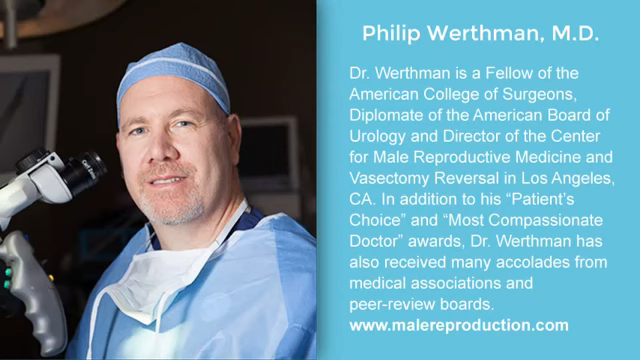 Philip Werthman, M.D.
Dr. Werthman is a Fellow of the
American College of Surgeons,
Diplomate of the American Board of
Urology and Director of the Center
for Male Reproductive Medicine and
Vasectomy Reversal in Los Angeles,
CA. In addition to his “Patient’s
Choice” and “Most Compassionate
Doctor” awards, Dr. Werthman has
also received many accolades from
medical associations and
peer-review boards.
www.malereproduction.com